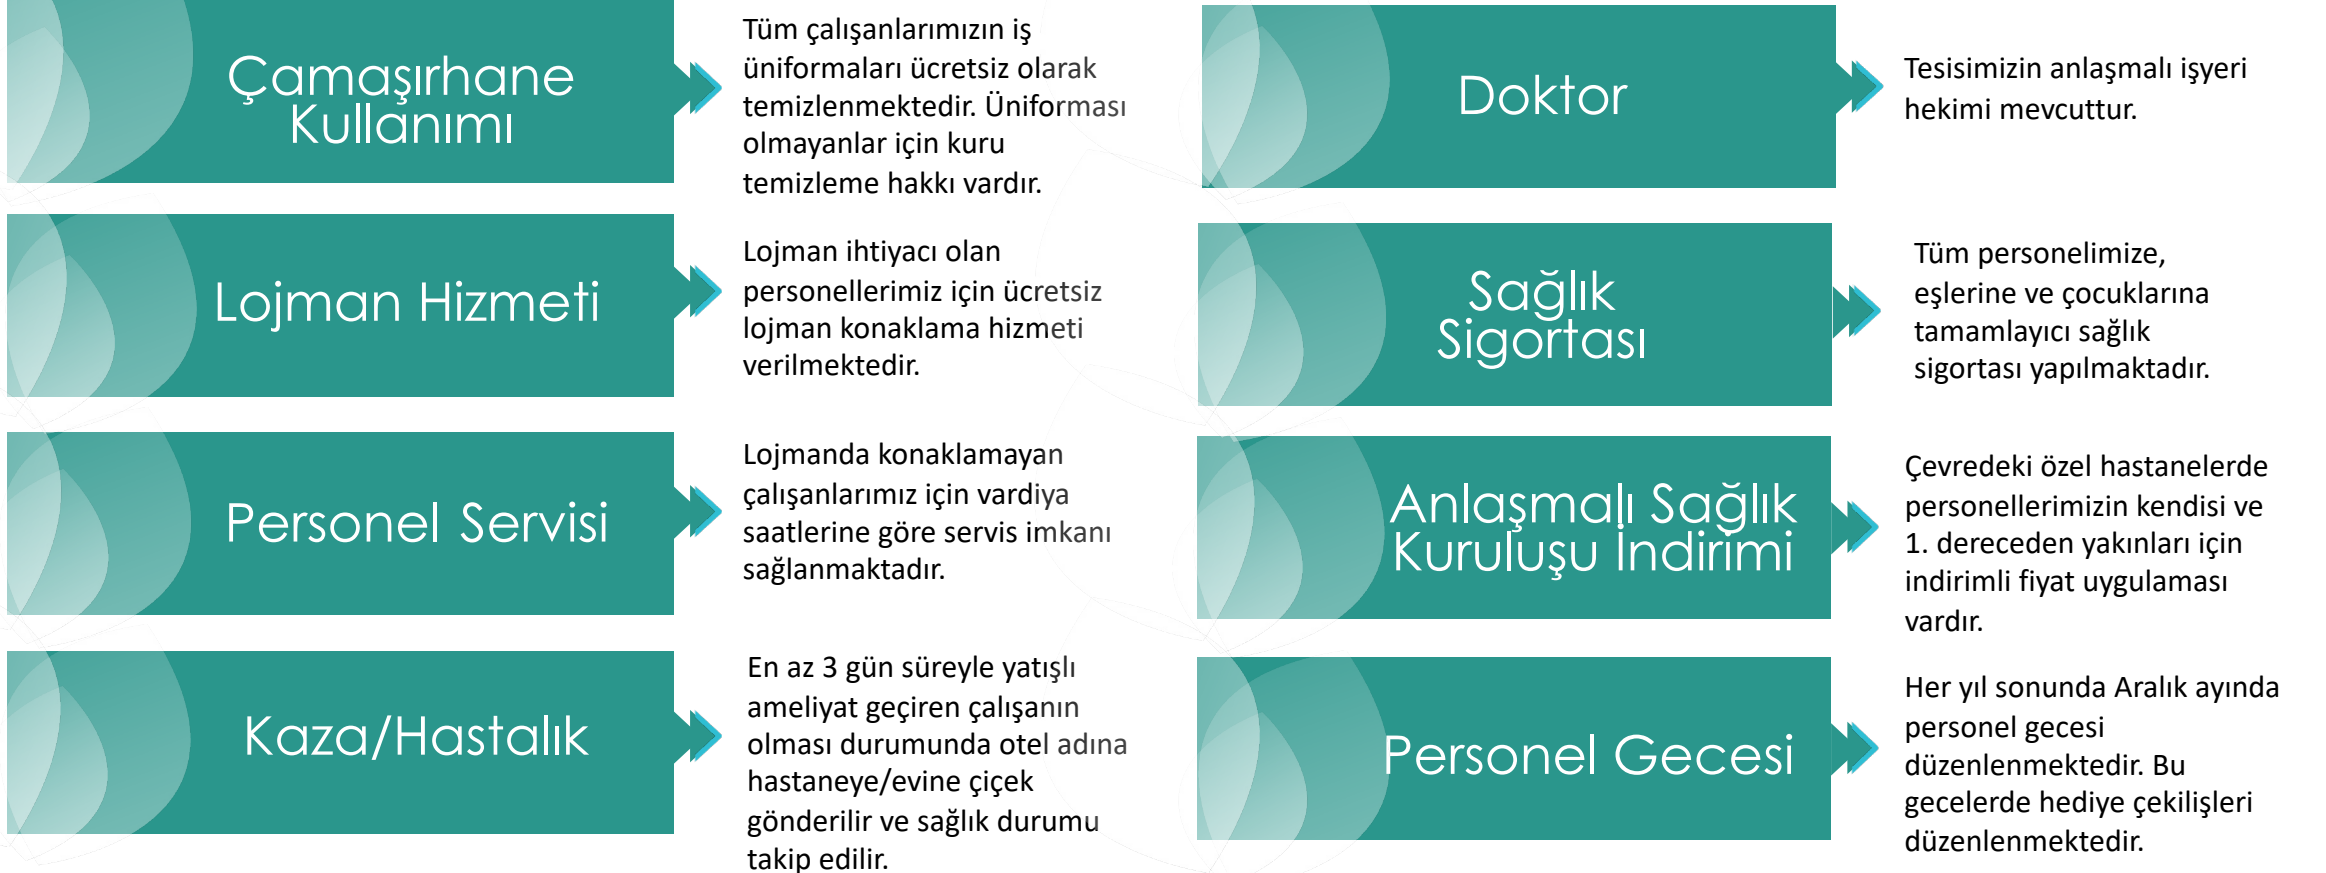 Çamaşırhane
Kullanımı
Tüm çalışanlarımızın iş
üniformaları ücretsiz olarak
temizlenmektedir. Üniforması
olmayanlar için kuru
temizleme hakkı vardır.
Lojman Hizmeti
Lojman ihtiyacı olan
personellerimiz için ücretsiz
lojman konaklama hizmeti
verilmektedir.
Personel Servisi
Lojmanda konaklamayan
çalışanlarımız için vardiya
saatlerine göre servis imkanı
sağlanmaktadır.
Kaza/Hastalık
En az 3 gün süreyle yatışlı
ameliyat geçiren çalışanın
olması durumunda otel adına
hastaneye/evine çiçek
gönderilir ve sağlık durumu
takip edilir.
Doktor
Tesisimizin anlaşmalı işyeri
hekimi mevcuttur.
Sağlık
Sigortası
Tüm personelimize,
eşlerine ve çocuklarına
tamamlayıcı sağlık
sigortası yapılmaktadır.
Anlaşmalı Sağlık
Kuruluşu İndirimi
Çevredeki özel hastanelerde
personellerimizin kendisi ve
1. dereceden yakınları için
indirimli fiyat uygulaması
vardır.
Personel Gecesi
Her yıl sonunda Aralık ayında
personel gecesi
düzenlenmektedir. Bu
gecelerde hediye çekilişleri
düzenlenmektedir.